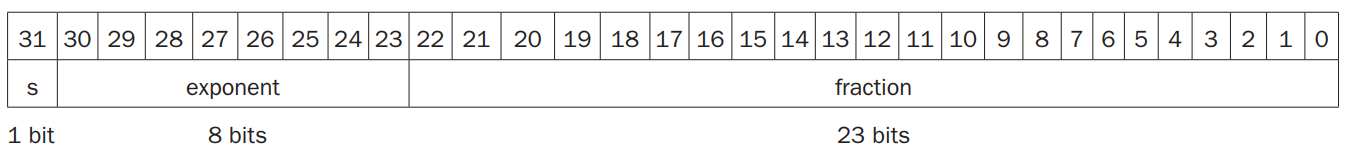 31 30 29 28 27 26 25 24 23 22 21 20 19 18 17 16 15 14 13 12 11 10 9 8 7 6 5 4 3 2 1 0
s exponent fraction
1 bit 8 bits 23 bits